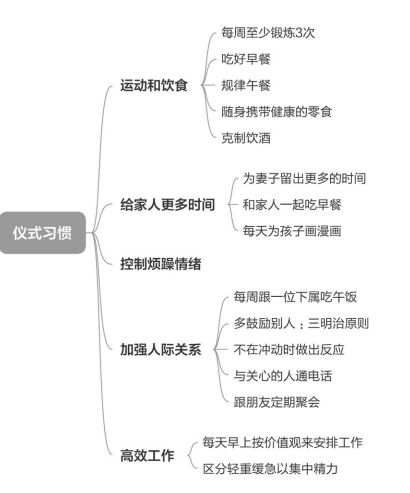 仪式习惯
运动和饮食
每周至少锻炼3次
吃好早餐
规律午餐
随身携带健康的零食
克制饮酒
给家人更多时间
为妻子留出更多的时间
和家人一起吃早餐
每天为孩子画漫画
控制烦躁情绪
加强人际关系
每周跟一位下属吃午饭
多鼓励别人：三明治原则
不在冲动时做出反应
与关心的人通电话
跟朋友定期聚会
高效工作
每天早上按价值观来安排工作
区分轻重缓急以集中精力